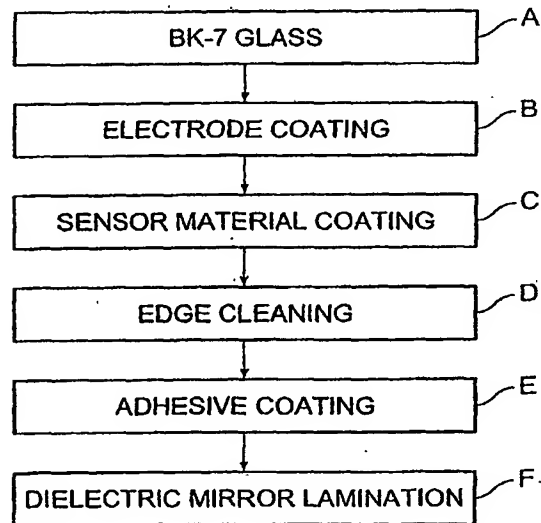 A
BK-7 GLASS
B
ELECTRODE COATING
C
SENSOR MATERIAL COATING
D
EDGE CLEANING
E
ADHESIVE COATING
F
DIELECTRIC MIRROR LAMINATION